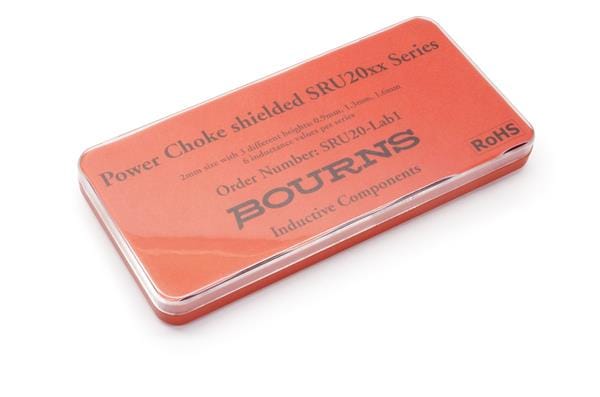 Power Choke shielded SRU20xx Series
2mm size with 3 different heights: 0.9mm, 1.3mm, 1.6mm
6 inductance values per series
Order Number: SRU20-Lab1
BOURNS
Inductive Components
RoHS